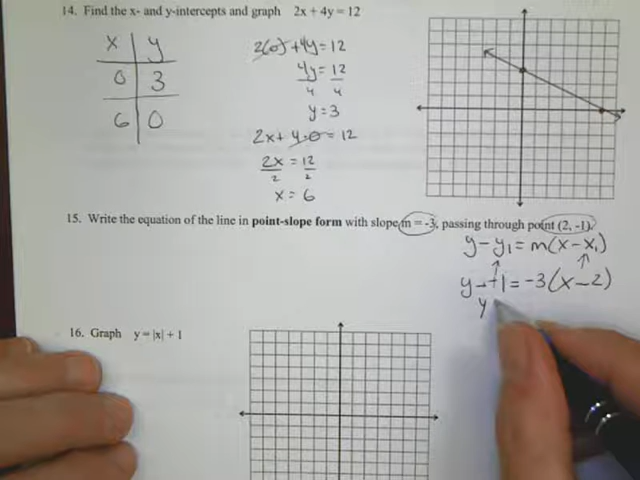 14. Find the x- and y-intercepts and graph 2x + 4y = 12
x y
0 3
6 0
2(0) + 4y = 12
4y = 12
4 4
y = 3
2x + 4·0 = 12
2x = 12
2 2
x = 6
15. Write the equation of the line in point-slope form with slope m = -3, passing through point (2, -1).
y - y₁ = m(x - x₁)
y - -1 = -3(x - 2)
y
16. Graph y = |x| + 1